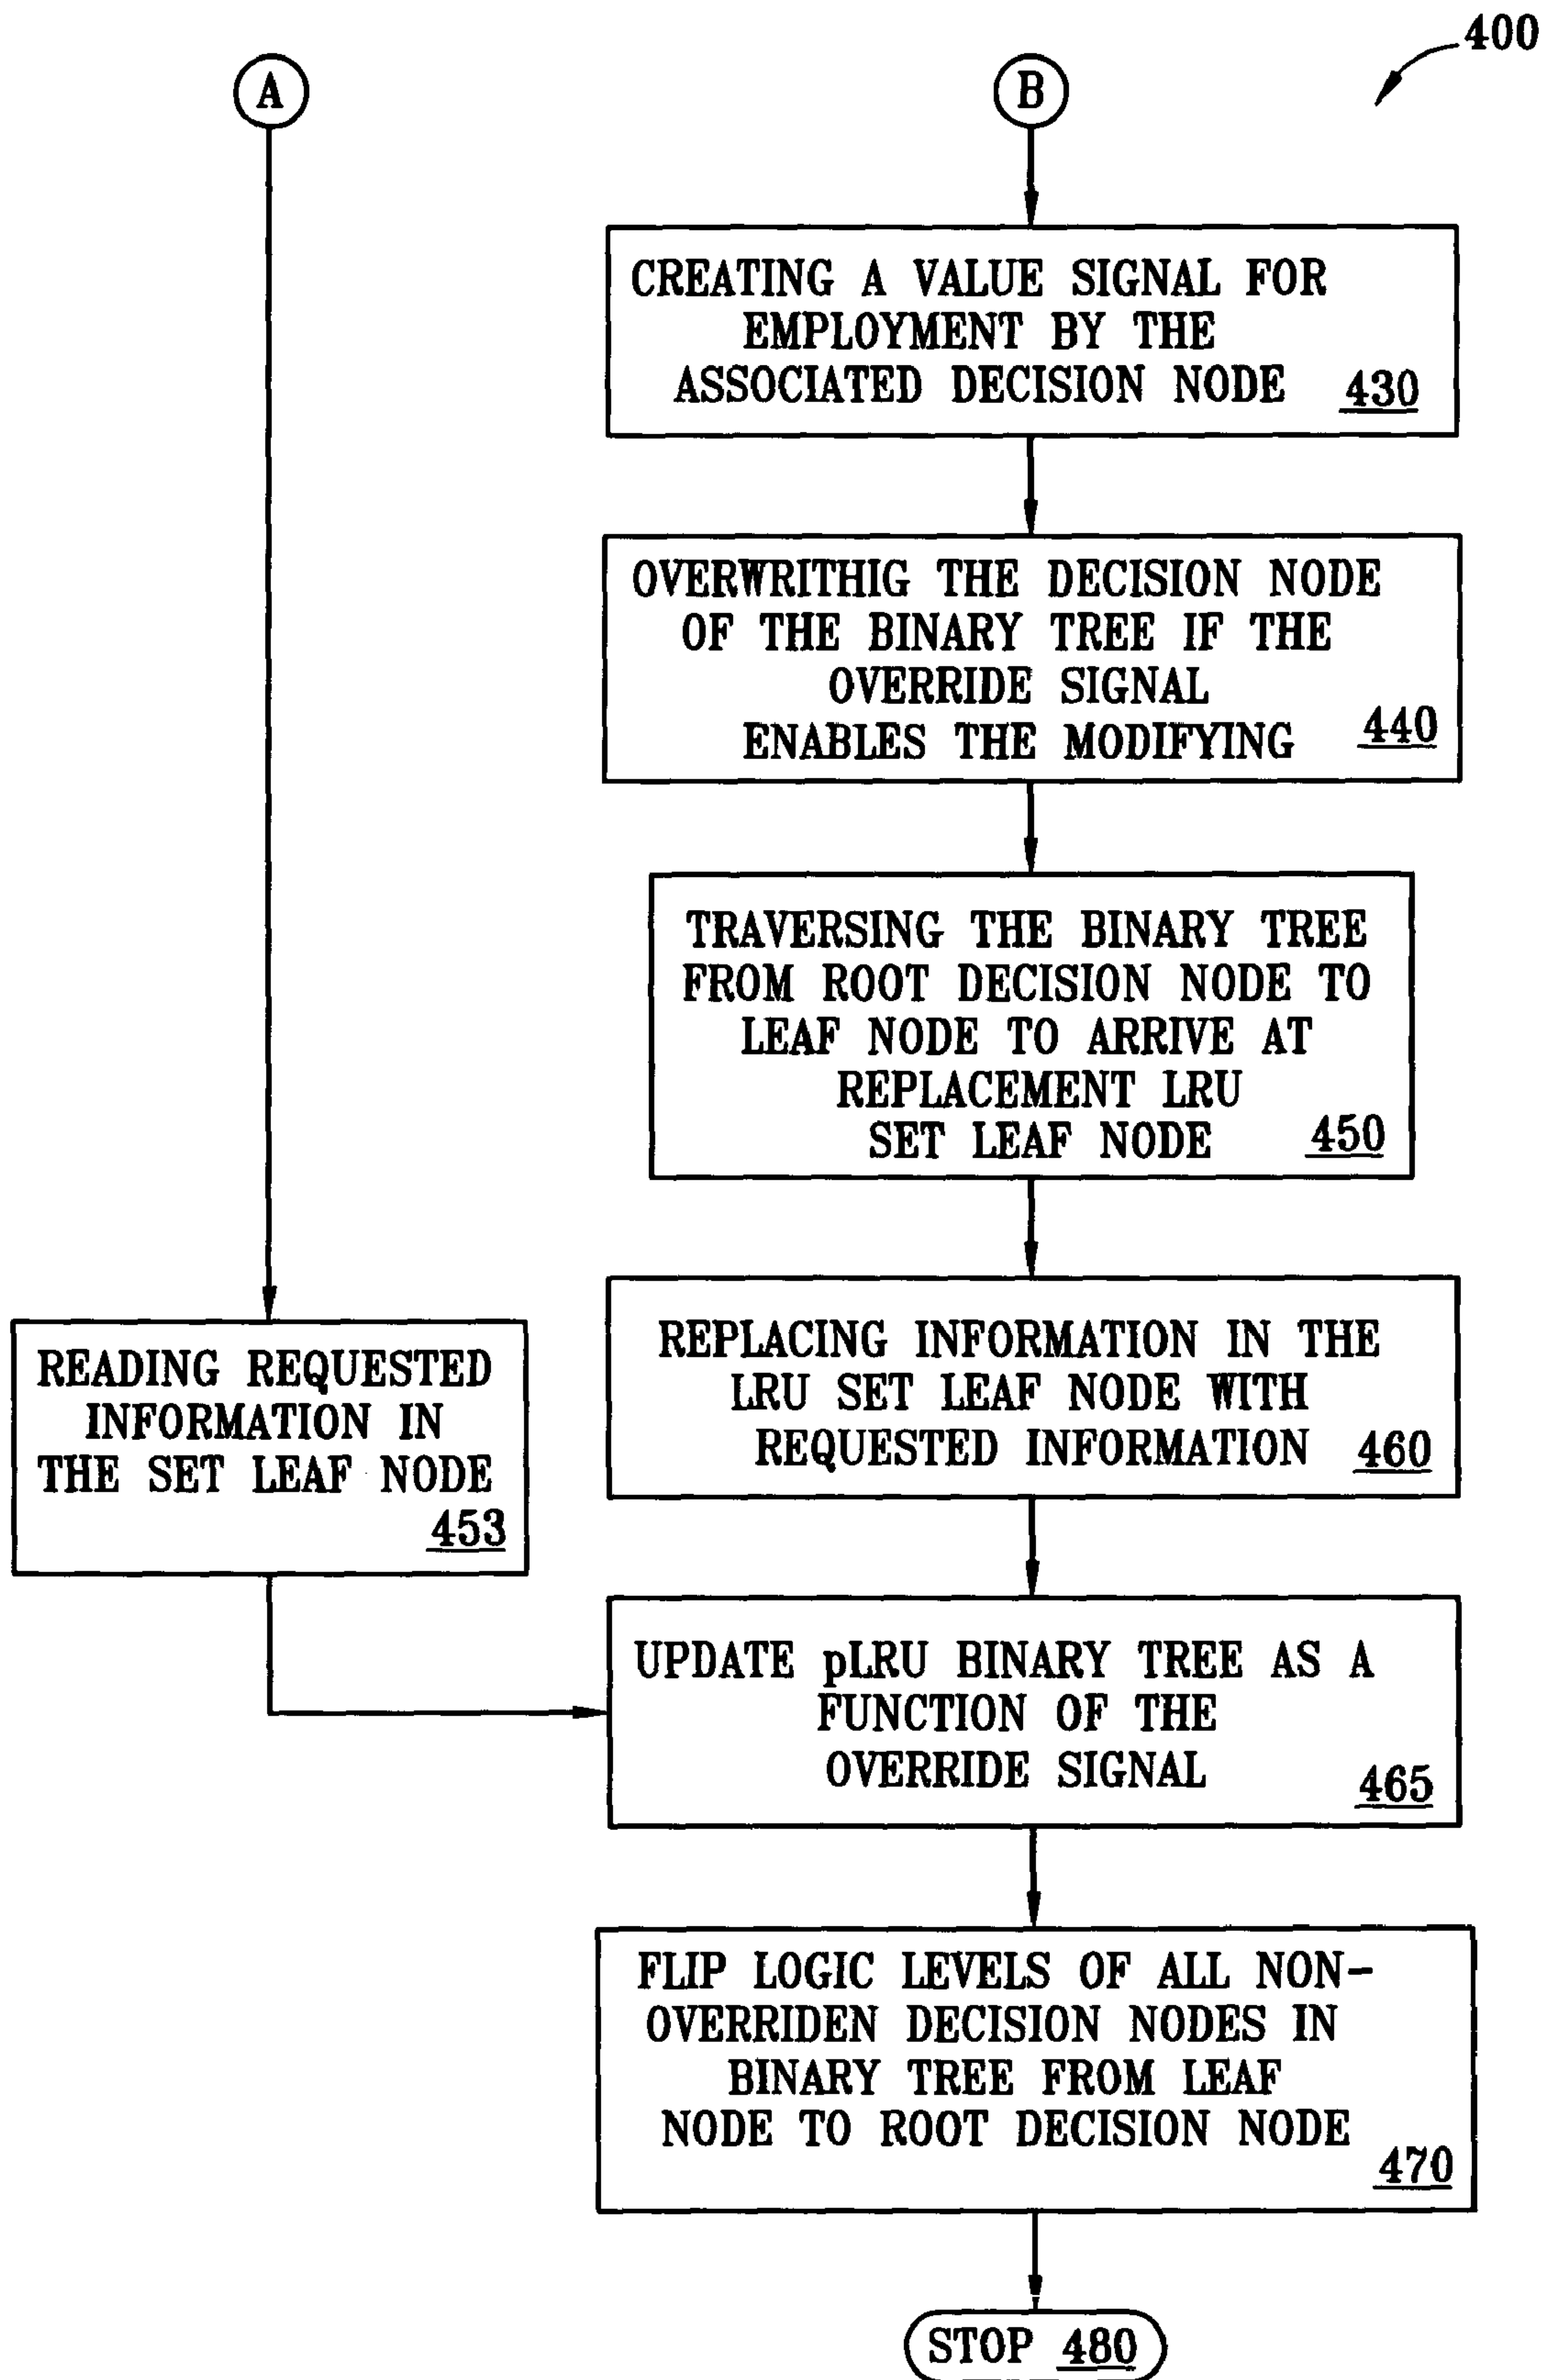 400
A
B
CREATING A VALUE SIGNAL FOR
EMPLOYMENT BY THE
ASSOCIATED DECISION NODE 430
OVERWRITHIG THE DECISION NODE
OF THE BINARY TREE IF THE
OVERRIDE SIGNAL
ENABLES THE MODIFYING 440
TRAVERSING THE BINARY TREE
FROM ROOT DECISION NODE TO
LEAF NODE TO ARRIVE AT
REPLACEMENT LRU
SET LEAF NODE 450
REPLACING INFORMATION IN THE
LRU SET LEAF NODE WITH
REQUESTED INFORMATION 460
READING REQUESTED
INFORMATION IN
THE SET LEAF NODE
453
UPDATE pLRU BINARY TREE AS A
FUNCTION OF THE
OVERRIDE SIGNAL 465
FLIP LOGIC LEVELS OF ALL NON-
OVERRIDEN DECISION NODES IN
BINARY TREE FROM LEAF
NODE TO ROOT DECISION NODE
470
STOP 480